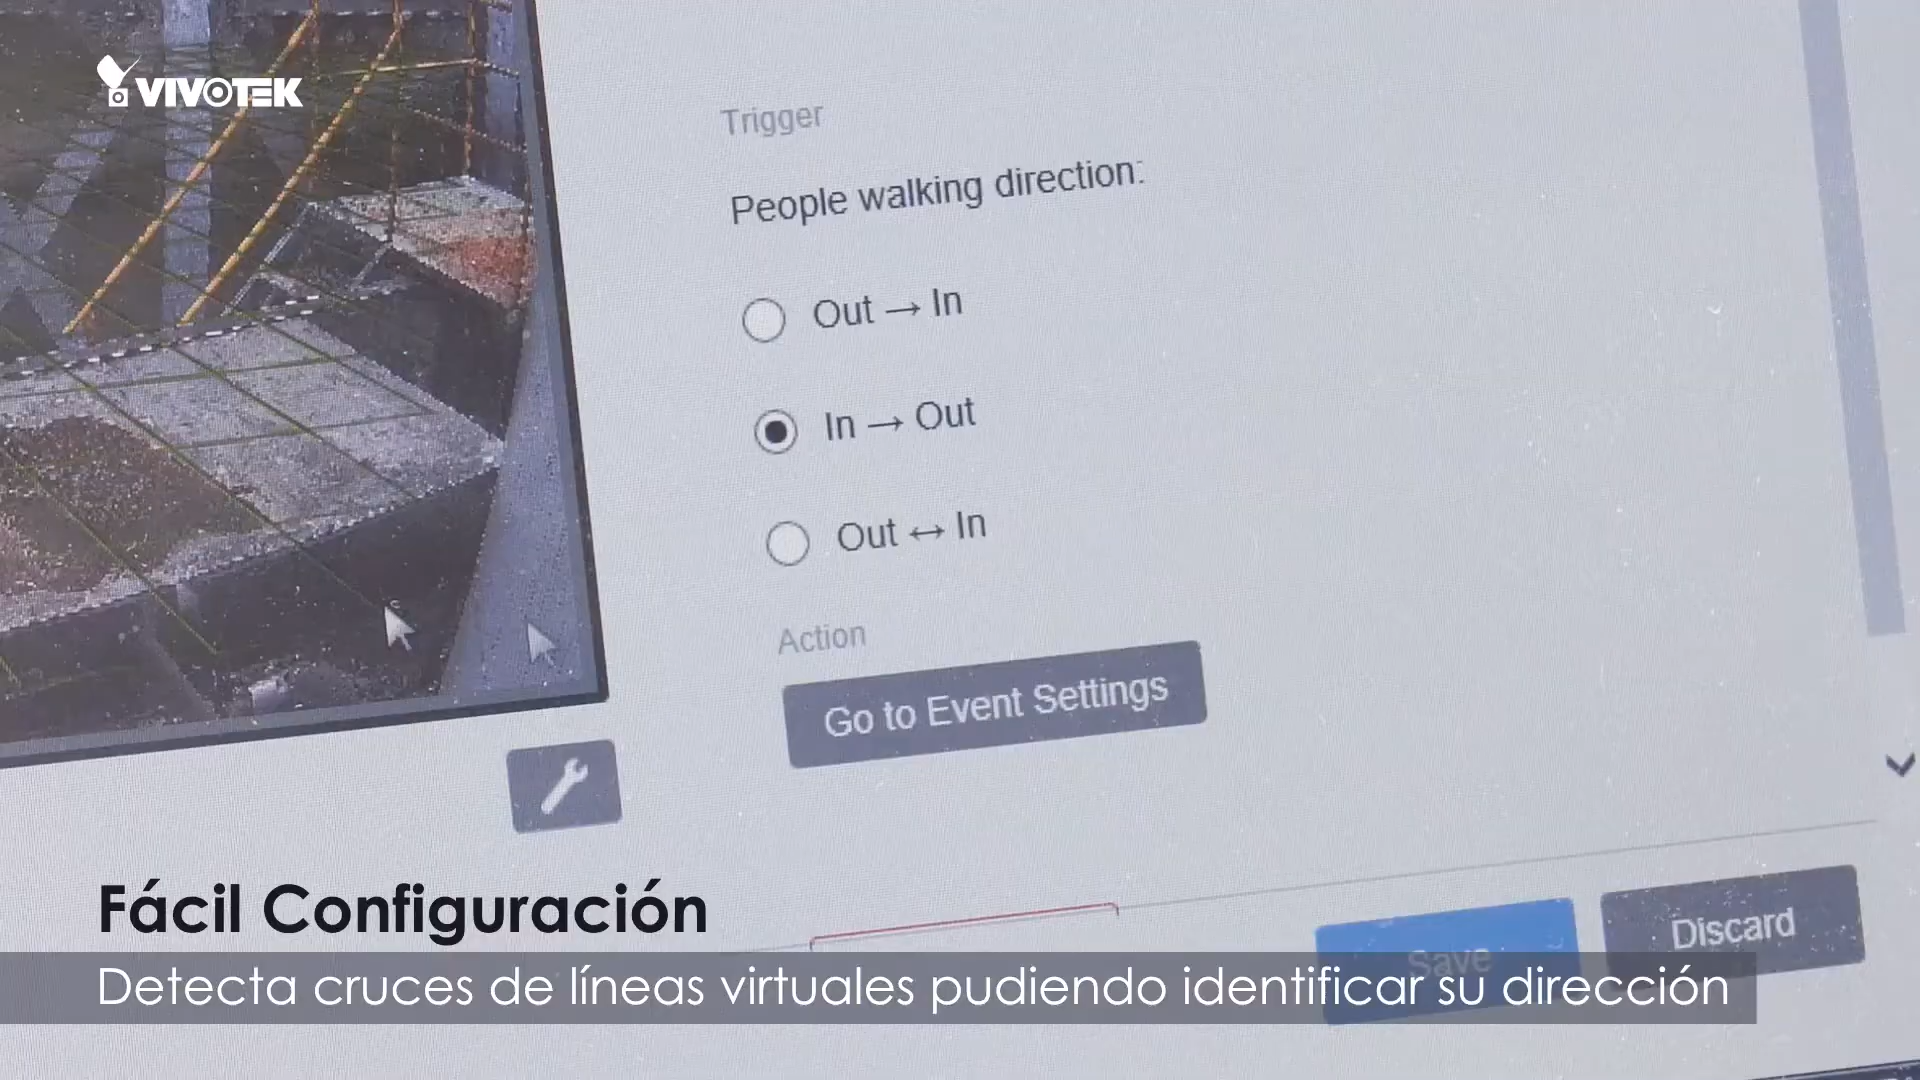 VIVOTEK
Trigger
People walking direction:
Out → In
In → Out
Out ↔ In
Action
Go to Event Settings
Save
Discard
Fácil Configuración
Detecta cruces de líneas virtuales pudiendo identificar su dirección